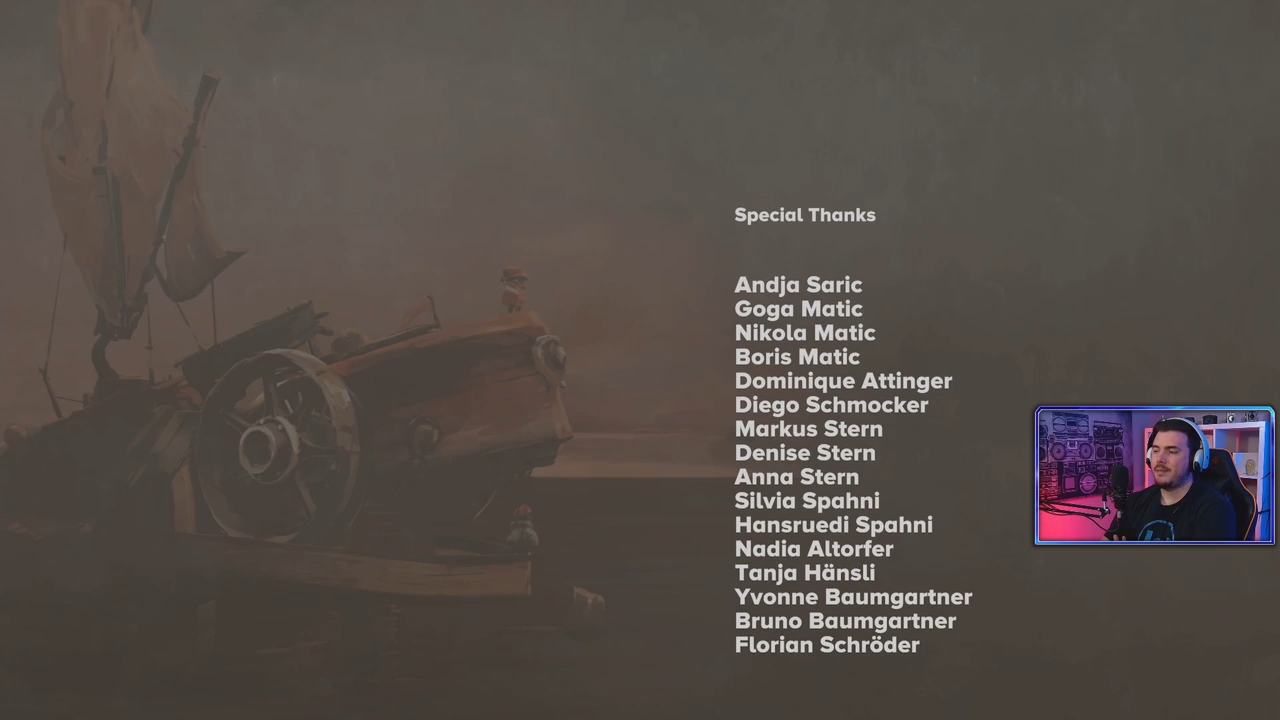 Special Thanks
Andja Saric
Goga Matic
Nikola Matic
Boris Matic
Dominique Attinger
Diego Schmocker
Markus Stern
Denise Stern
Anna Stern
Silvia Spahni
Hansruedi Spahni
Nadia Altorfer
Tanja Hänsli
Yvonne Baumgartner
Bruno Baumgartner
Florian Schröder